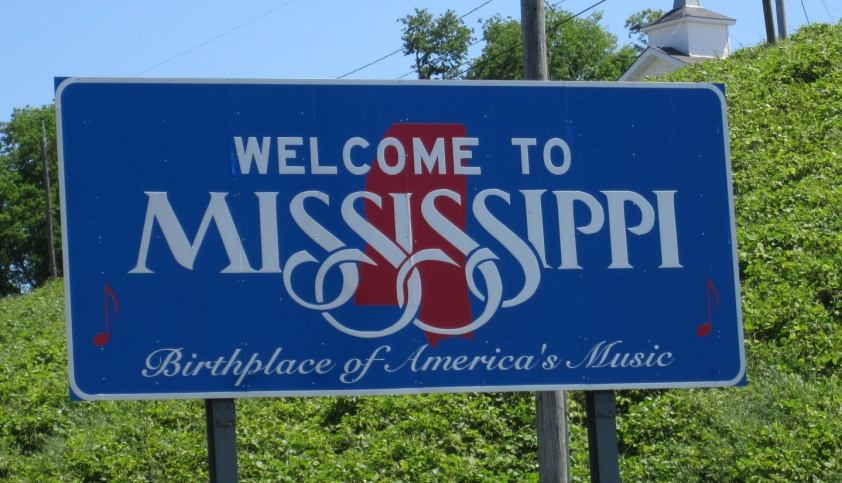 WELCOME TO
MISSISSIPPI
Birthplace of America's Music